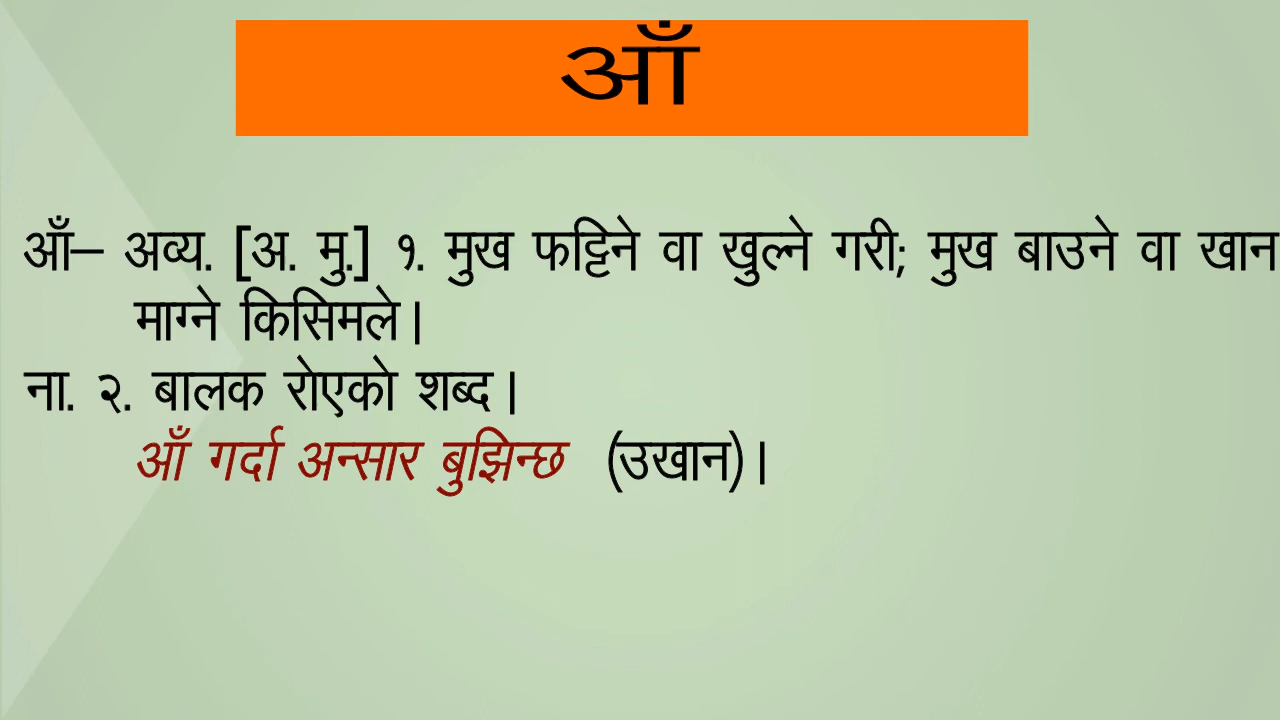 आँ
आँ– अव्य. [अ. मु.] १. मुख फट्टिने वा खुल्ने गरी; मुख बाउने वा खान
माग्ने किसिमले।
ना. २. बालक रोएको शब्द।
आँ गर्दा अन्सार बुझिन्छ (उखान)।